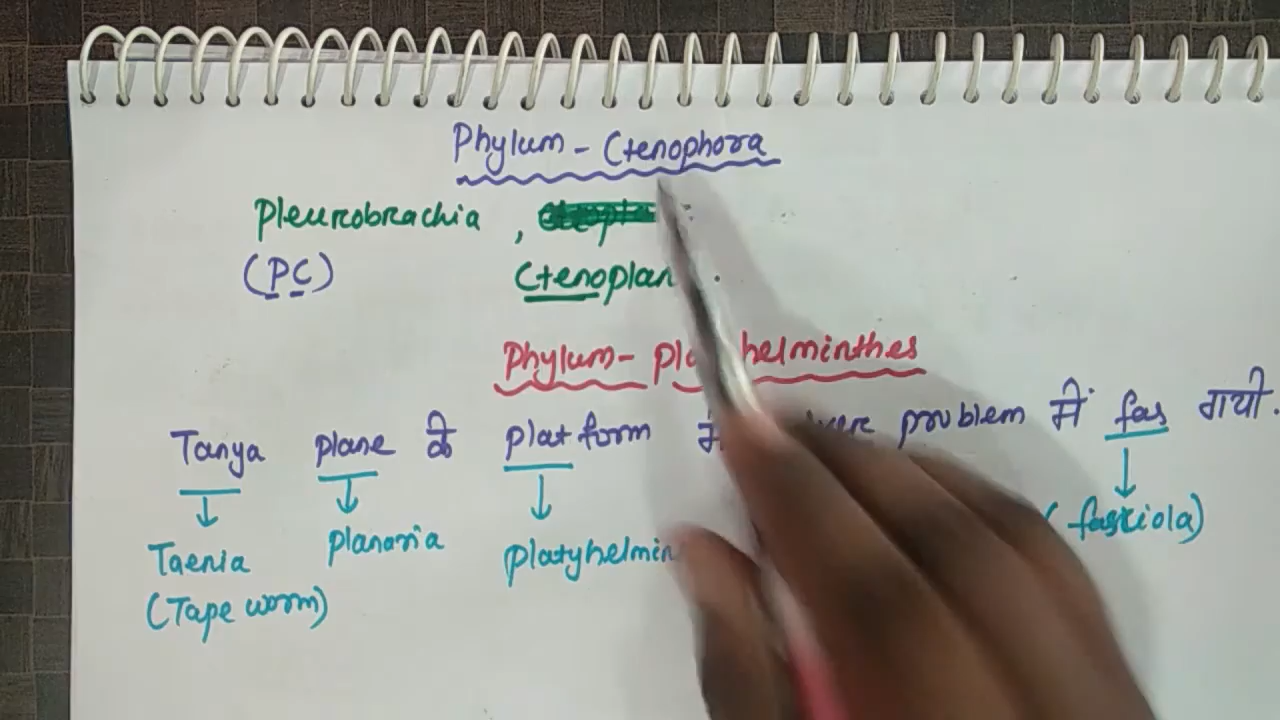 Phylum - Ctenophora
Pleurobrachia ,
(PC) Ctenoplan
Phylum - helminthes
Tanya plane के platform में problem में fas गयी.
Taenia planaria platyhelmin (fasciola)
(Tape worm)